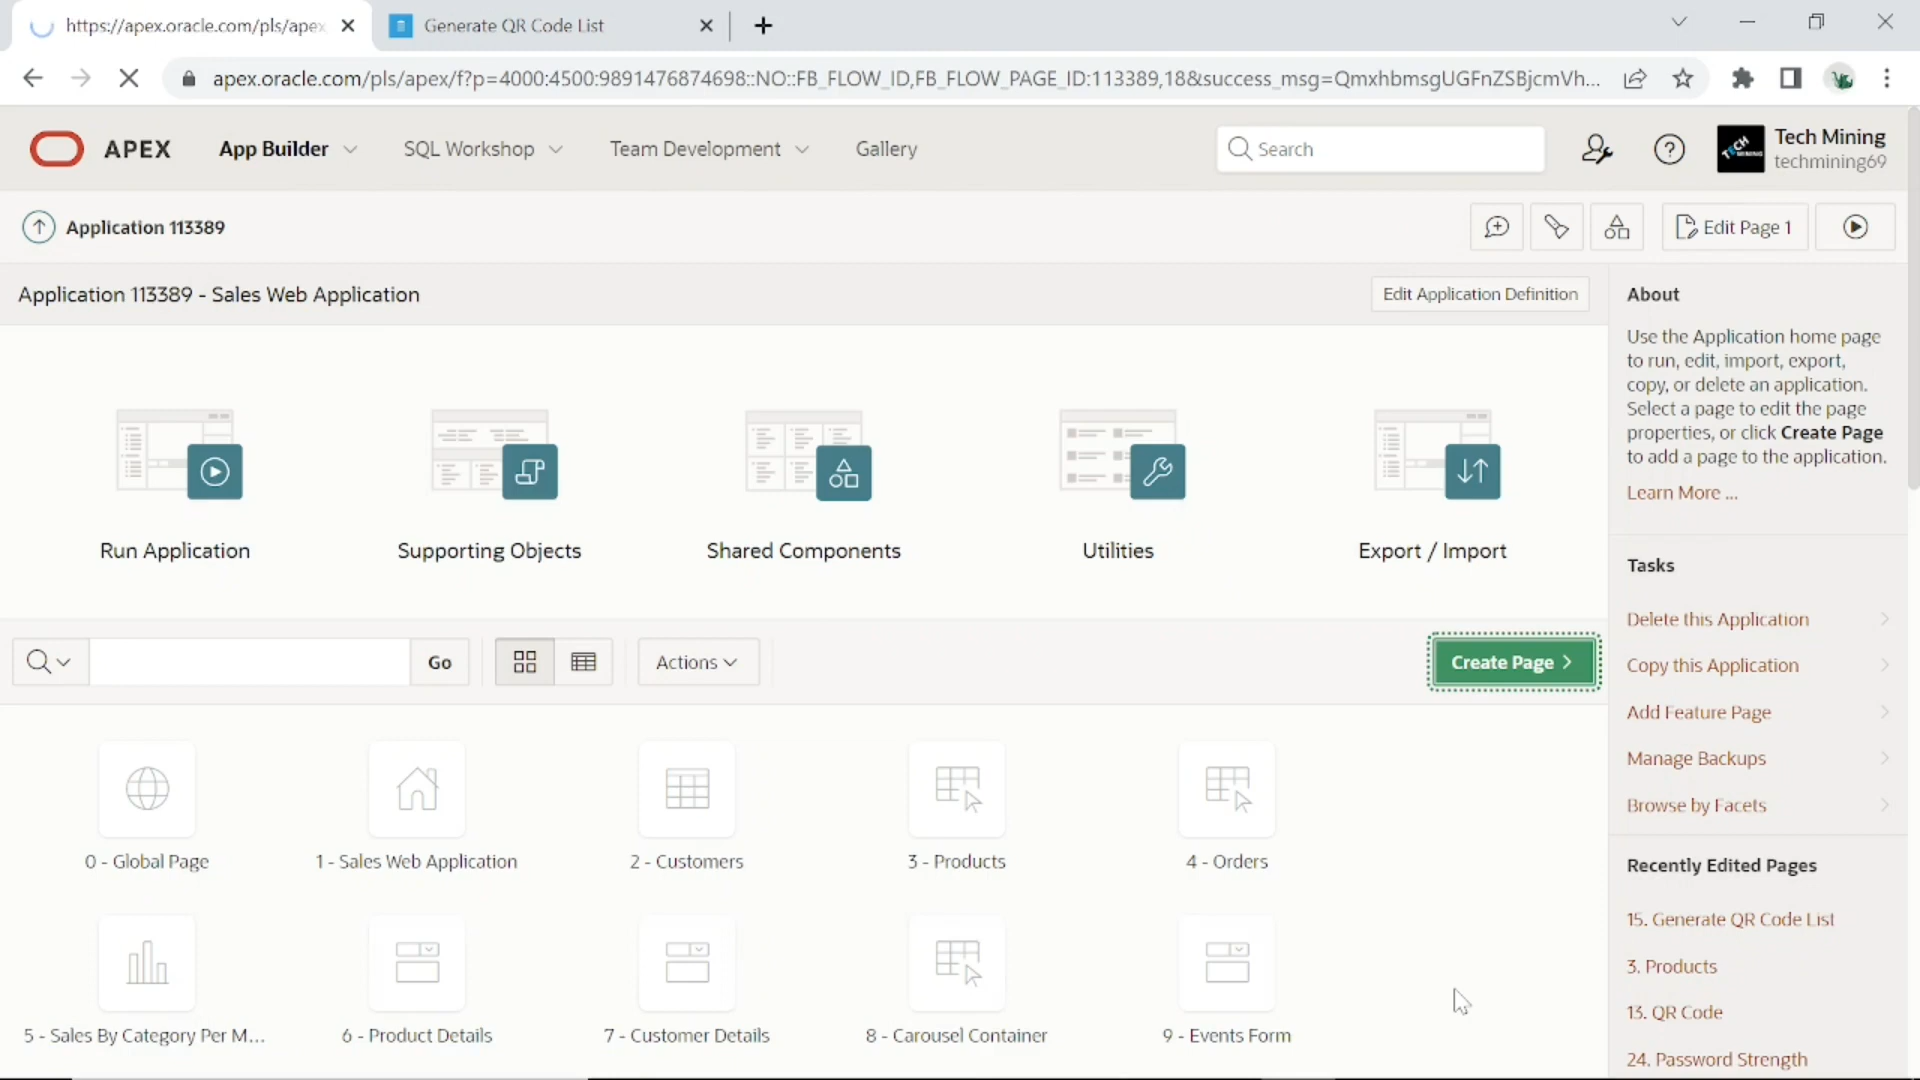 https://apex.oracle.com/pls/apex
Generate QR Code List
apex.oracle.com/pls/apex/f?p=4000:4500:9891476874698::NO::FB_FLOW_ID,FB_FLOW_PAGE_ID:113389,18&success_msg=QmxhbmsgUGFnZSBjcmVh...
APEX
App Builder
SQL Workshop
Team Development
Gallery
Search
TECH MINING
Tech Mining
techmining69
Application 113389
Edit Page 1
Application 113389 - Sales Web Application
Edit Application Definition
Run Application
Supporting Objects
Shared Components
Utilities
Export / Import
Go
Actions
Create Page
0 - Global Page
1 - Sales Web Application
2 - Customers
3 - Products
4 - Orders
5 - Sales By Category Per M...
6 - Product Details
7 - Customer Details
8 - Carousel Container
9 - Events Form
About
Use the Application home page
to run, edit, import, export,
copy, or delete an application.
Select a page to edit the page
properties, or click Create Page
to add a page to the application.
Learn More ...
Tasks
Delete this Application
Copy this Application
Add Feature Page
Manage Backups
Browse by Facets
Recently Edited Pages
15. Generate QR Code List
3. Products
13. QR Code
24. Password Strength